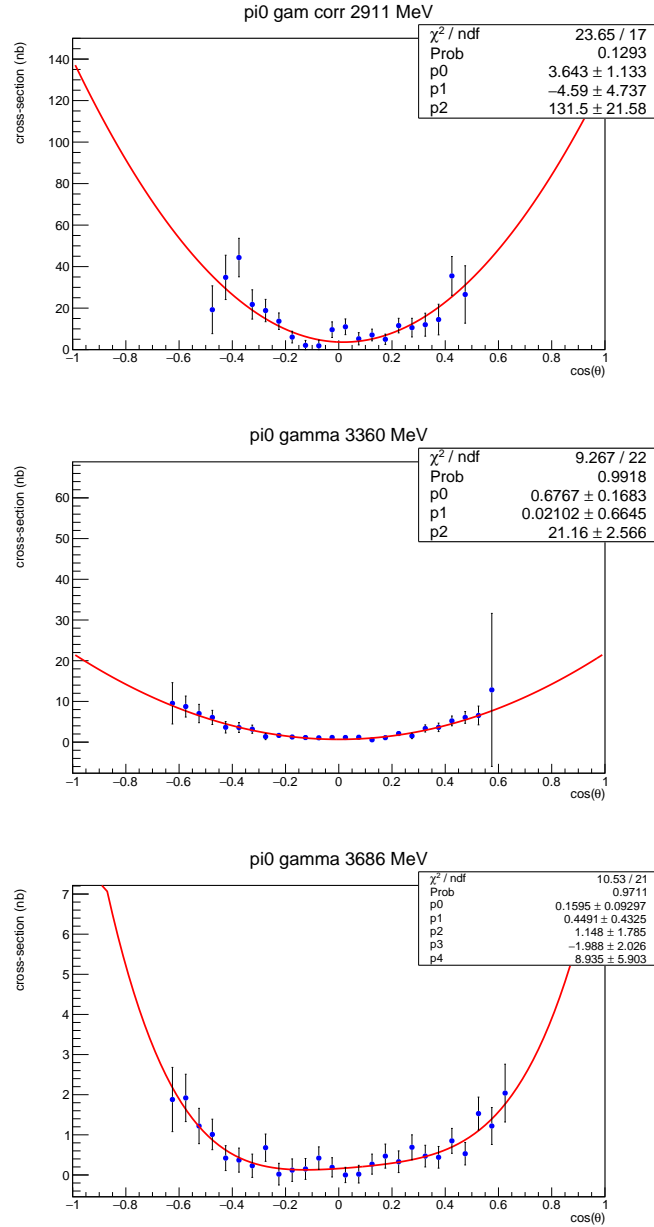 pi0 gam corr 2911 MeV
χ² / ndf 23.65 / 17
Prob 0.1293
p0 3.643 ± 1.133
p1 −4.59 ± 4.737
p2 131.5 ± 21.58
cross-section (nb)
140
120
100
80
60
40
20
0
−1 −0.8 −0.6 −0.4 −0.2 0 0.2 0.4 0.6 0.8 1
cos(θ)
pi0 gamma 3360 MeV
χ² / ndf 9.267 / 22
Prob 0.9918
p0 0.6767 ± 0.1683
p1 0.02102 ± 0.6645
p2 21.16 ± 2.566
cross-section (nb)
60
50
40
30
20
10
0
−1 −0.8 −0.6 −0.4 −0.2 0 0.2 0.4 0.6 0.8 1
cos(θ)
pi0 gamma 3686 MeV
χ² / ndf 10.53 / 21
Prob 0.9711
p0 0.1595 ± 0.09297
p1 0.4491 ± 0.4325
p2 1.148 ± 1.785
p3 −1.988 ± 2.026
p4 8.935 ± 5.903
cross-section (nb)
7
6
5
4
3
2
1
0
−1 −0.8 −0.6 −0.4 −0.2 0 0.2 0.4 0.6 0.8 1
cos(θ)